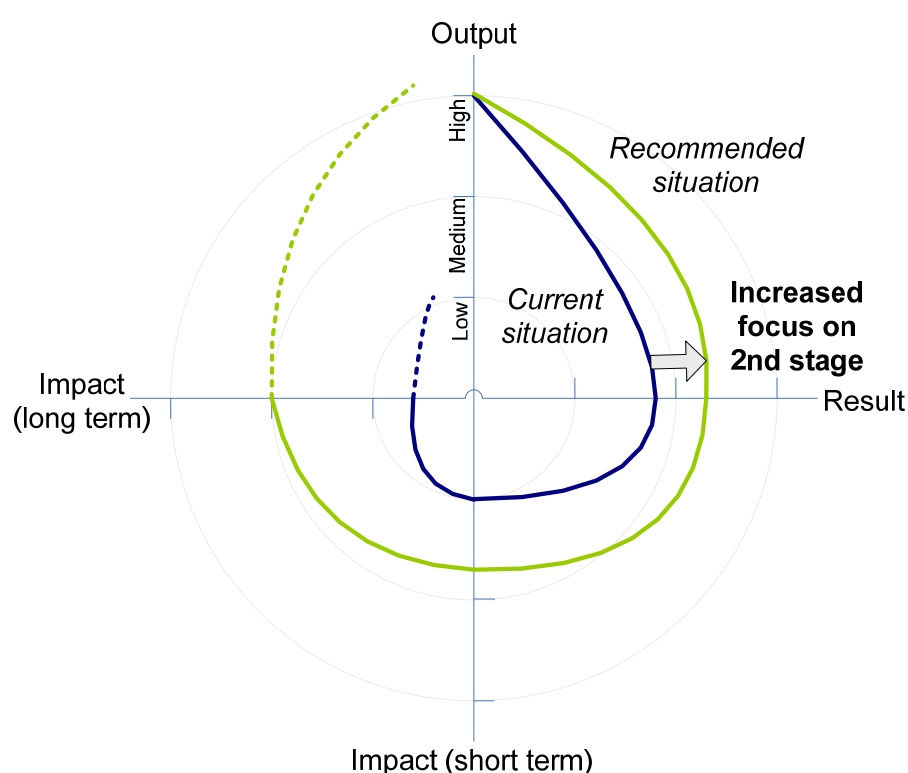 Output
High
Recommended
situation
Medium
Increased
focus on
2nd stage
Current
situation
Low
Impact
(long term)
Result
Impact (short term)